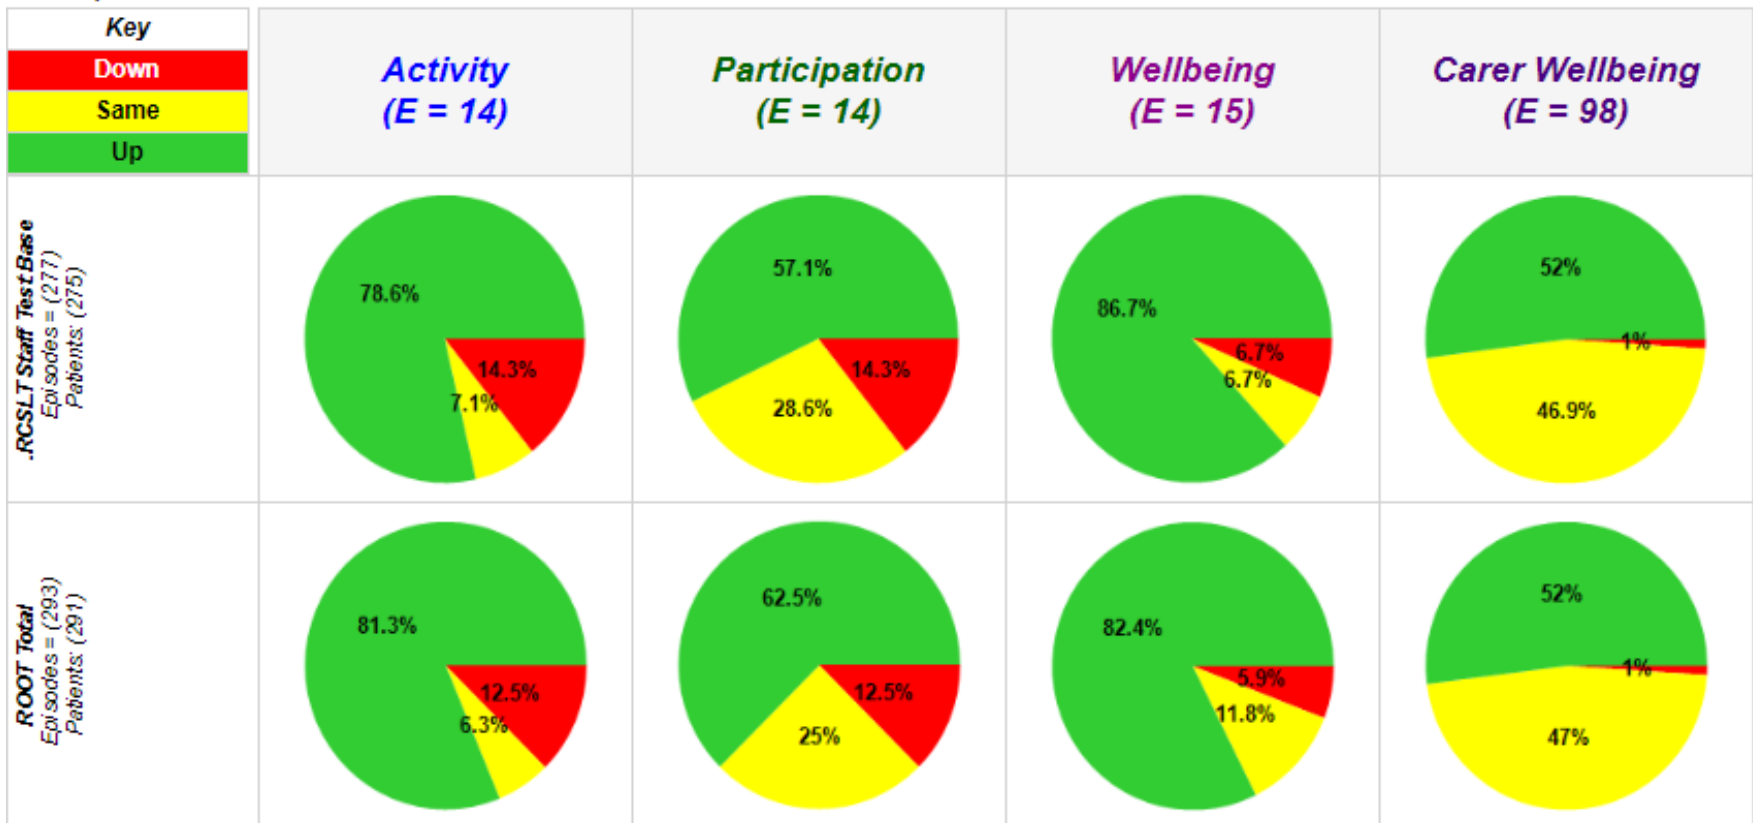 Key
Down
Same
Up
Activity
(E = 14)
Participation
(E = 14)
Wellbeing
(E = 15)
Carer Wellbeing
(E = 98)
.RCSLT Staff Test Base
Episodes = (277)
Patients: (275)
78.6%
14.3%
7.1%
57.1%
14.3%
28.6%
86.7%
6.7%
6.7%
52%
1%
46.9%
ROOT Total
Episodes = (293)
Patients: (291)
81.3%
12.5%
6.3%
62.5%
12.5%
25%
82.4%
5.9%
11.8%
52%
1%
47%